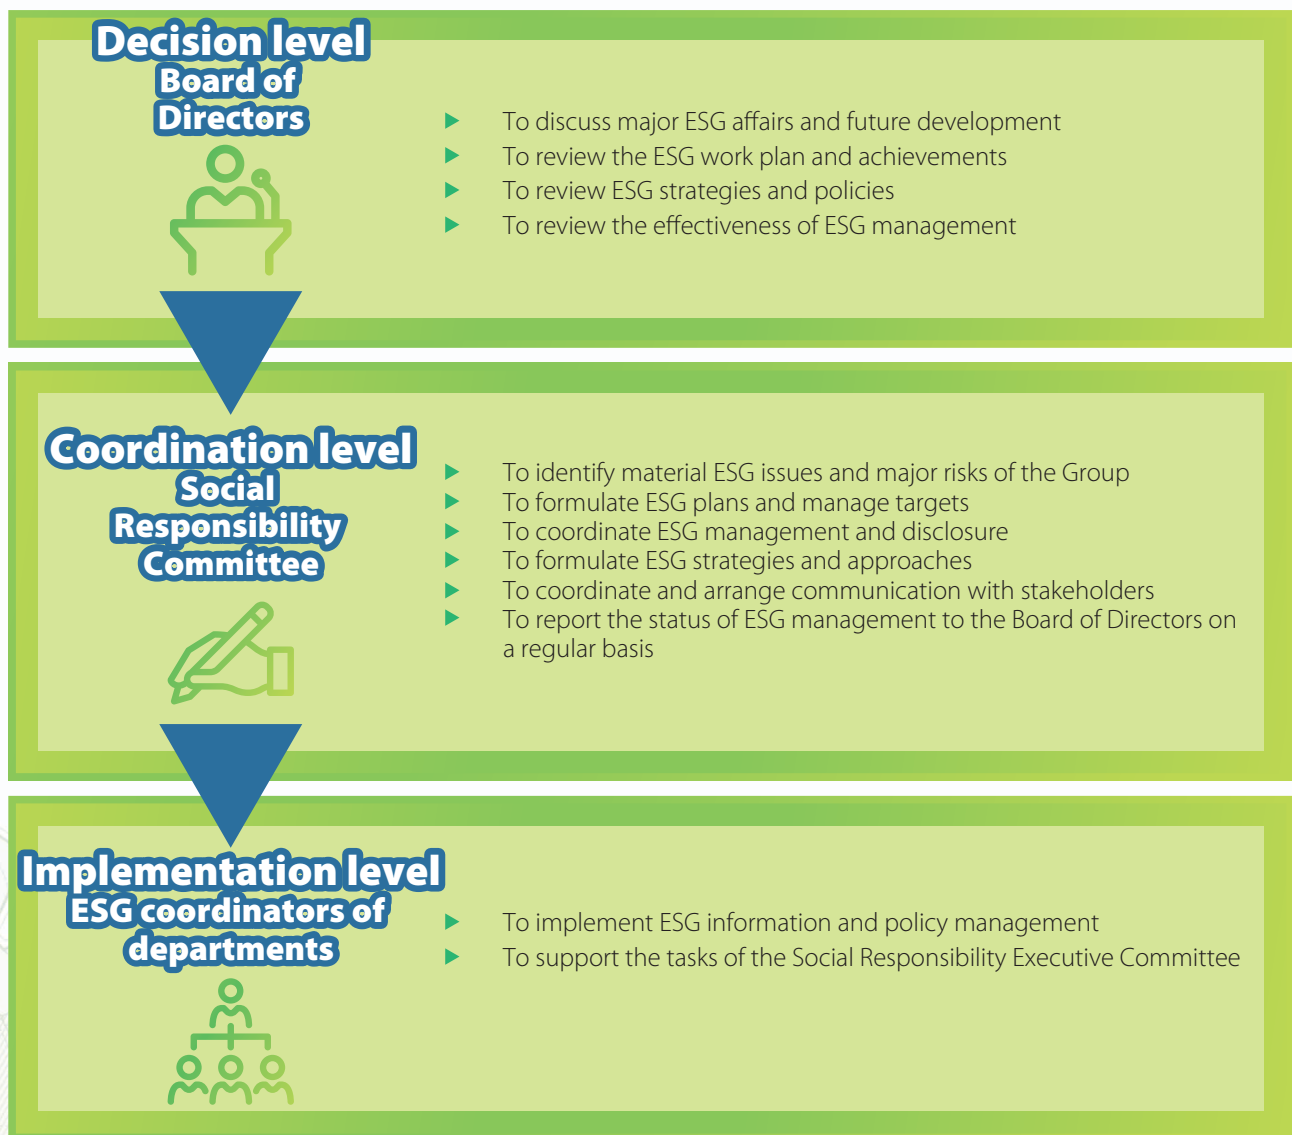 Decision level
Board of
Directors
To discuss major ESG affairs and future development
To review the ESG work plan and achievements
To review ESG strategies and policies
To review the effectiveness of ESG management
Coordination level
Social
Responsibility
Committee
To identify material ESG issues and major risks of the Group
To formulate ESG plans and manage targets
To coordinate ESG management and disclosure
To formulate ESG strategies and approaches
To coordinate and arrange communication with stakeholders
To report the status of ESG management to the Board of Directors on
a regular basis
Implementation level
ESG coordinators of
departments
To implement ESG information and policy management
To support the tasks of the Social Responsibility Executive Committee